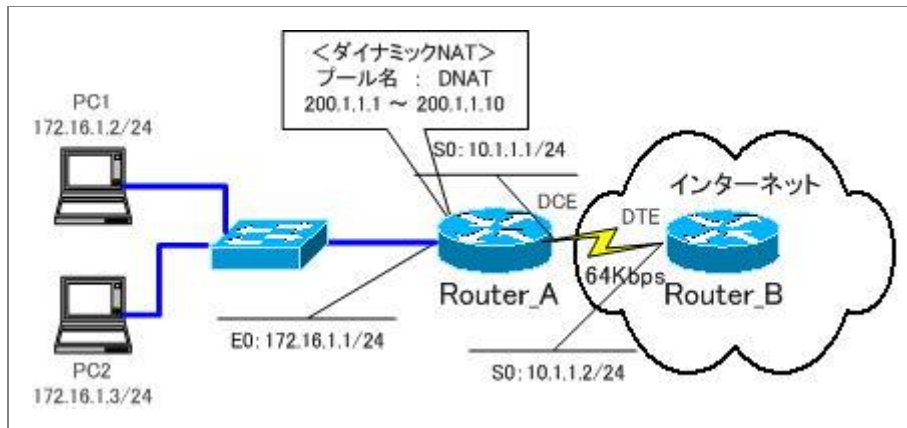 <ダイナミックNAT>
プール名 : DNAT
200.1.1.1 ~ 200.1.1.10
PC1
172.16.1.2/24
S0: 10.1.1.1/24
インターネット
DCE
DTE
64Kbps
Router_A
Router_B
E0: 172.16.1.1/24
S0: 10.1.1.2/24
PC2
172.16.1.3/24